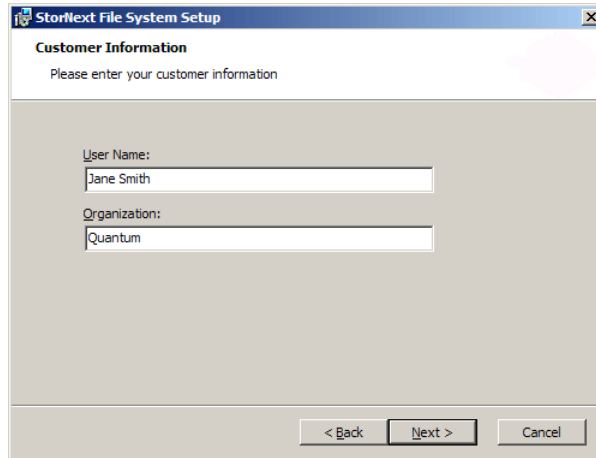 StorNext File System Setup
Customer Information
Please enter your customer information
User Name:
Jane Smith
Organization:
Quantum
< Back Next > Cancel